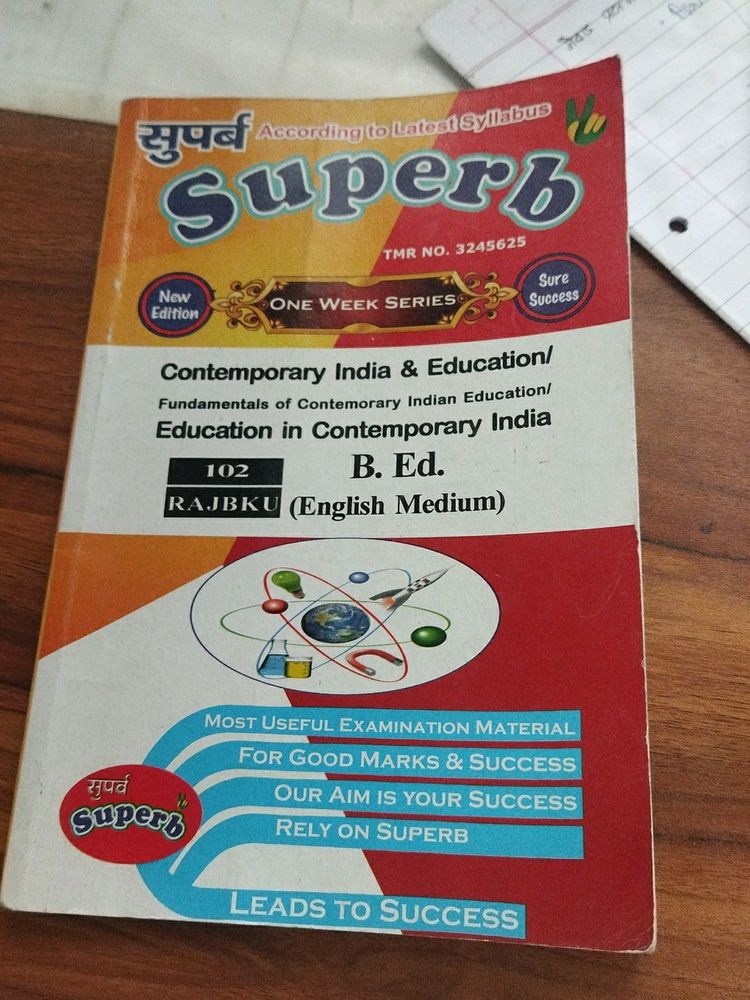 सुपर्ब According to Latest Syllabus
Superb
TMR NO. 3245625
New Edition
ONE WEEK SERIES
Sure Success
Contemporary India & Education/
Fundamentals of Contemorary Indian Education/
Education in Contemporary India
102 B. Ed.
RAJBKU (English Medium)
MOST USEFUL EXAMINATION MATERIAL
FOR GOOD MARKS & SUCCESS
OUR AIM IS YOUR SUCCESS
RELY ON SUPERB
सुपर्ब
Superb
LEADS TO SUCCESS